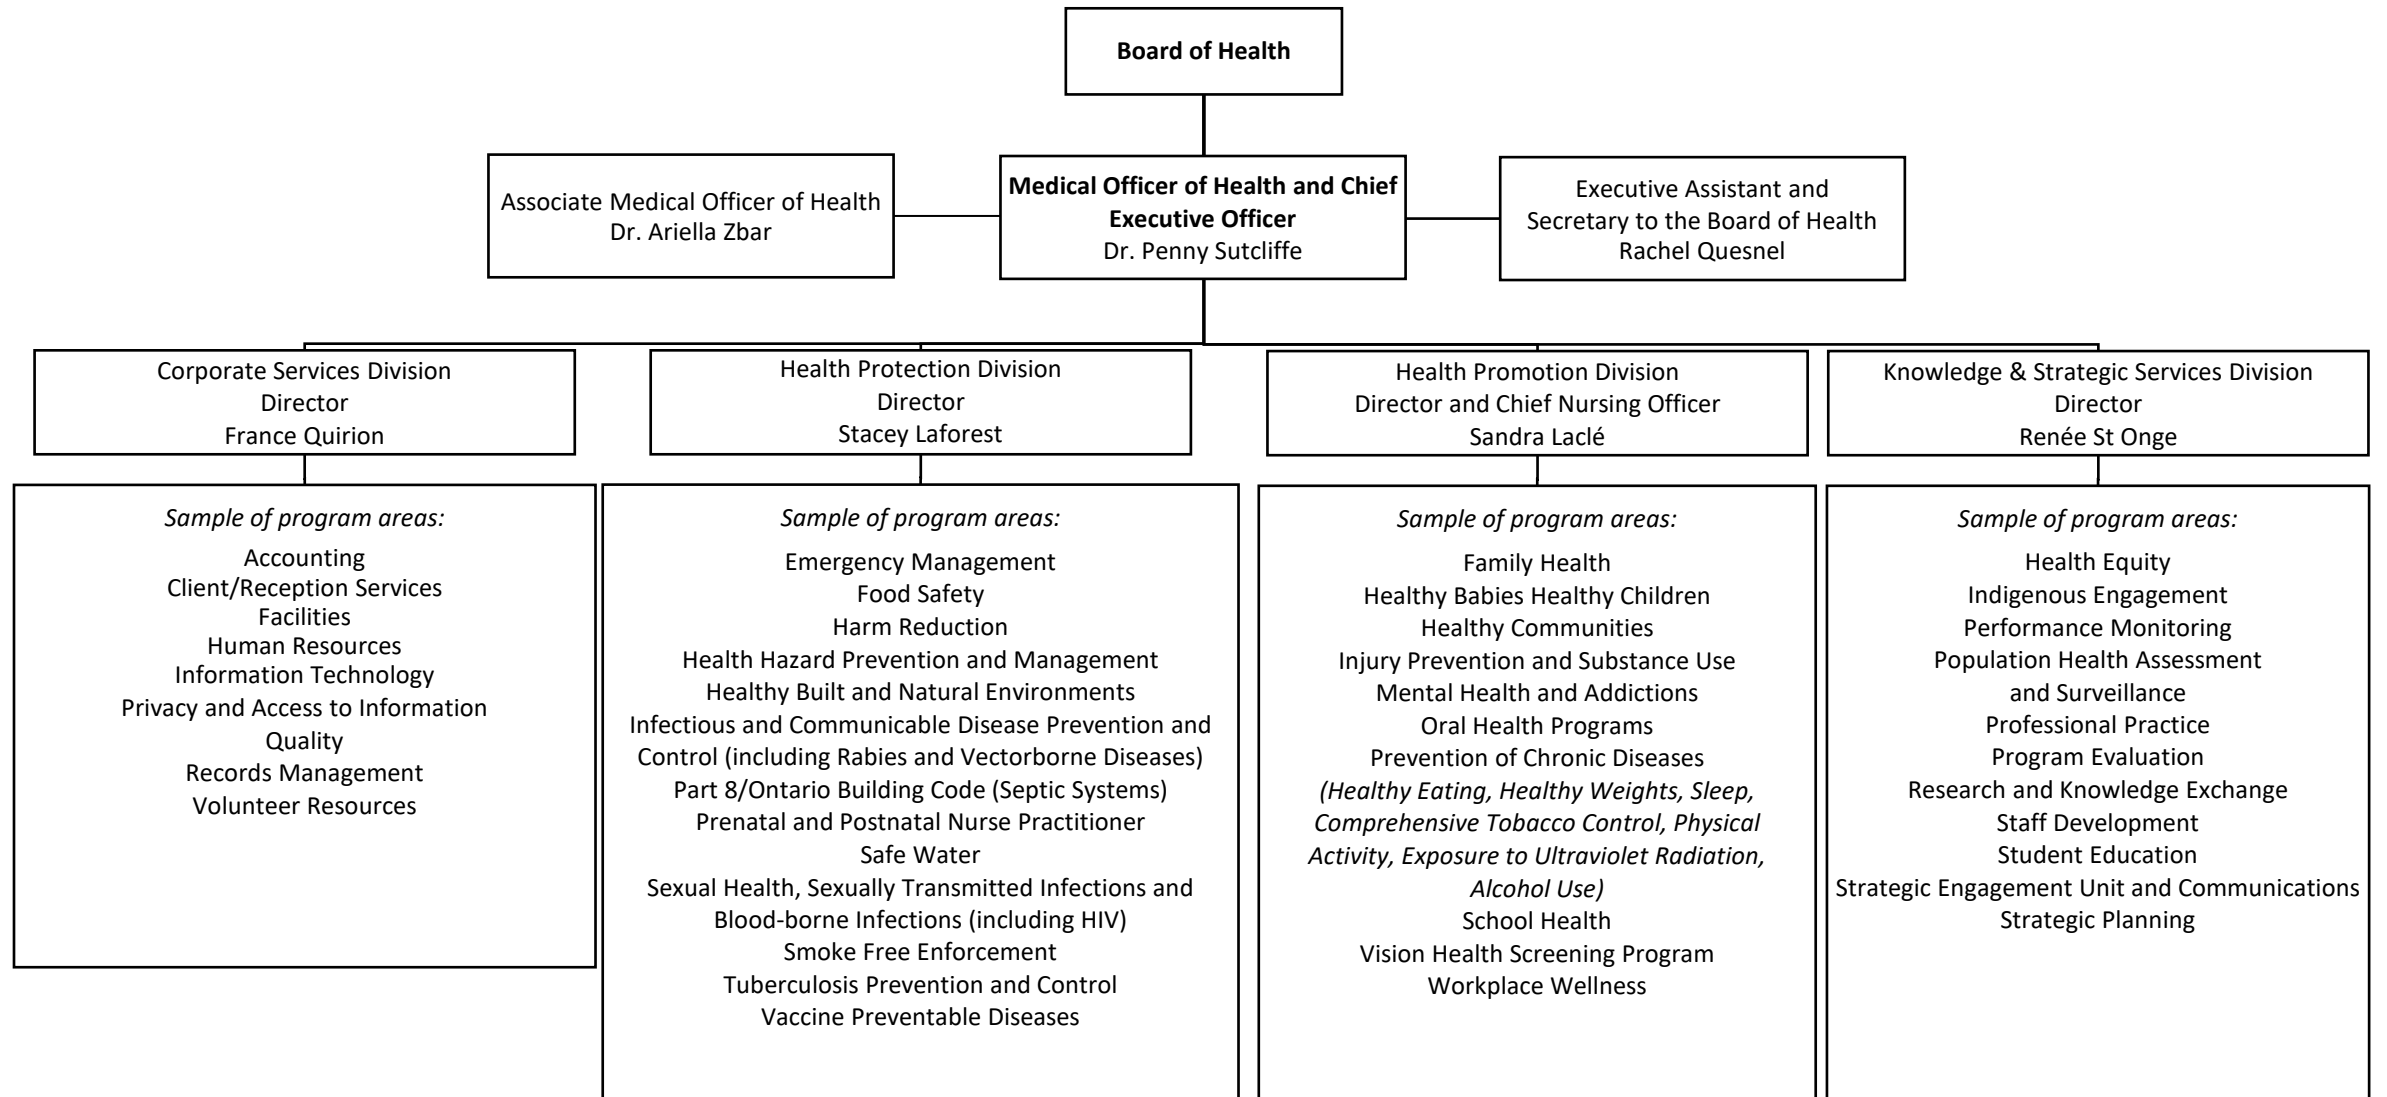 Board of Health
Associate Medical Officer of Health
Dr. Ariella Zbar
Medical Officer of Health and Chief
Executive Officer
Dr. Penny Sutcliffe
Executive Assistant and
Secretary to the Board of Health
Rachel Quesnel
Corporate Services Division
Director
France Quirion
Health Protection Division
Director
Stacey Laforest
Health Promotion Division
Director and Chief Nursing Officer
Sandra Laclé
Knowledge & Strategic Services Division
Director
Renée St Onge
Sample of program areas:
Accounting
Client/Reception Services
Facilities
Human Resources
Information Technology
Privacy and Access to Information
Quality
Records Management
Volunteer Resources
Sample of program areas:
Emergency Management
Food Safety
Harm Reduction
Health Hazard Prevention and Management
Healthy Built and Natural Environments
Infectious and Communicable Disease Prevention and
Control (including Rabies and Vectorborne Diseases)
Part 8/Ontario Building Code (Septic Systems)
Prenatal and Postnatal Nurse Practitioner
Safe Water
Sexual Health, Sexually Transmitted Infections and
Blood-borne Infections (including HIV)
Smoke Free Enforcement
Tuberculosis Prevention and Control
Vaccine Preventable Diseases
Sample of program areas:
Family Health
Healthy Babies Healthy Children
Healthy Communities
Injury Prevention and Substance Use
Mental Health and Addictions
Oral Health Programs
Prevention of Chronic Diseases
(Healthy Eating, Healthy Weights, Sleep,
Comprehensive Tobacco Control, Physical
Activity, Exposure to Ultraviolet Radiation,
Alcohol Use)
School Health
Vision Health Screening Program
Workplace Wellness
Sample of program areas:
Health Equity
Indigenous Engagement
Performance Monitoring
Population Health Assessment
and Surveillance
Professional Practice
Program Evaluation
Research and Knowledge Exchange
Staff Development
Student Education
Strategic Engagement Unit and Communications
Strategic Planning